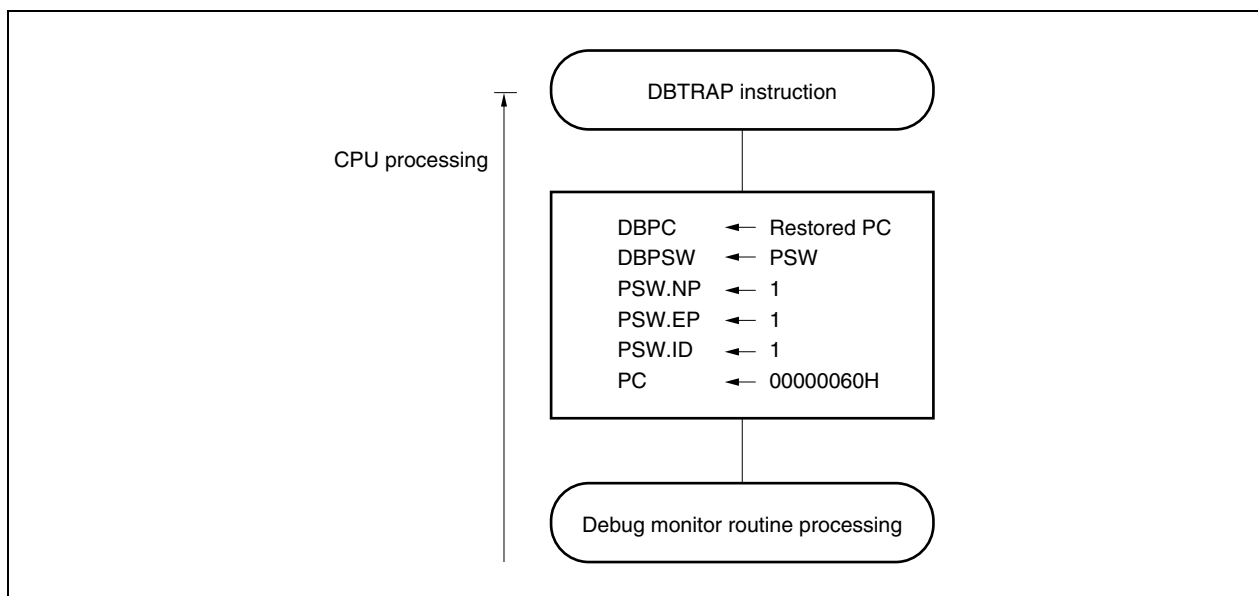 DBTRAP instruction
CPU processing
DBPC ← Restored PC
DBPSW ← PSW
PSW.NP ← 1
PSW.EP ← 1
PSW.ID ← 1
PC ← 00000060H
Debug monitor routine processing